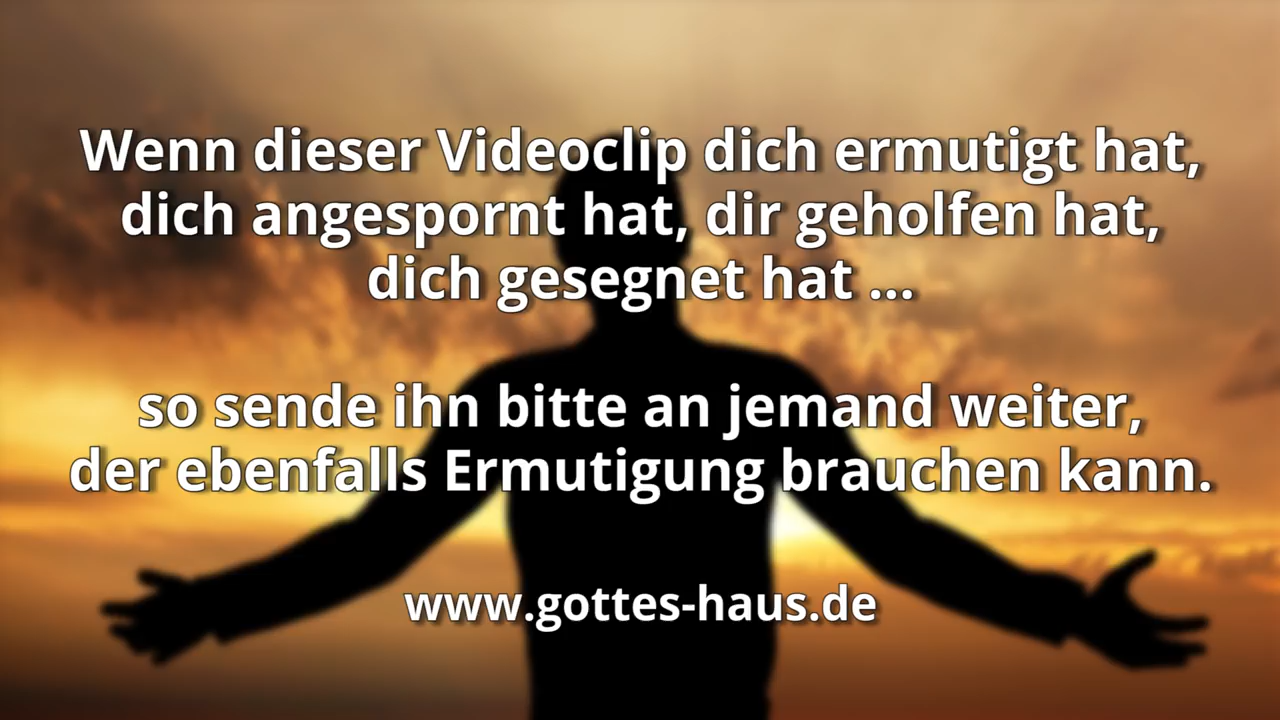 Wenn dieser Videoclip dich ermutigt hat,
dich angespornt hat, dir geholfen hat,
dich gesegnet hat ...
so sende ihn bitte an jemand weiter,
der ebenfalls Ermutigung brauchen kann.
www.gottes-haus.de